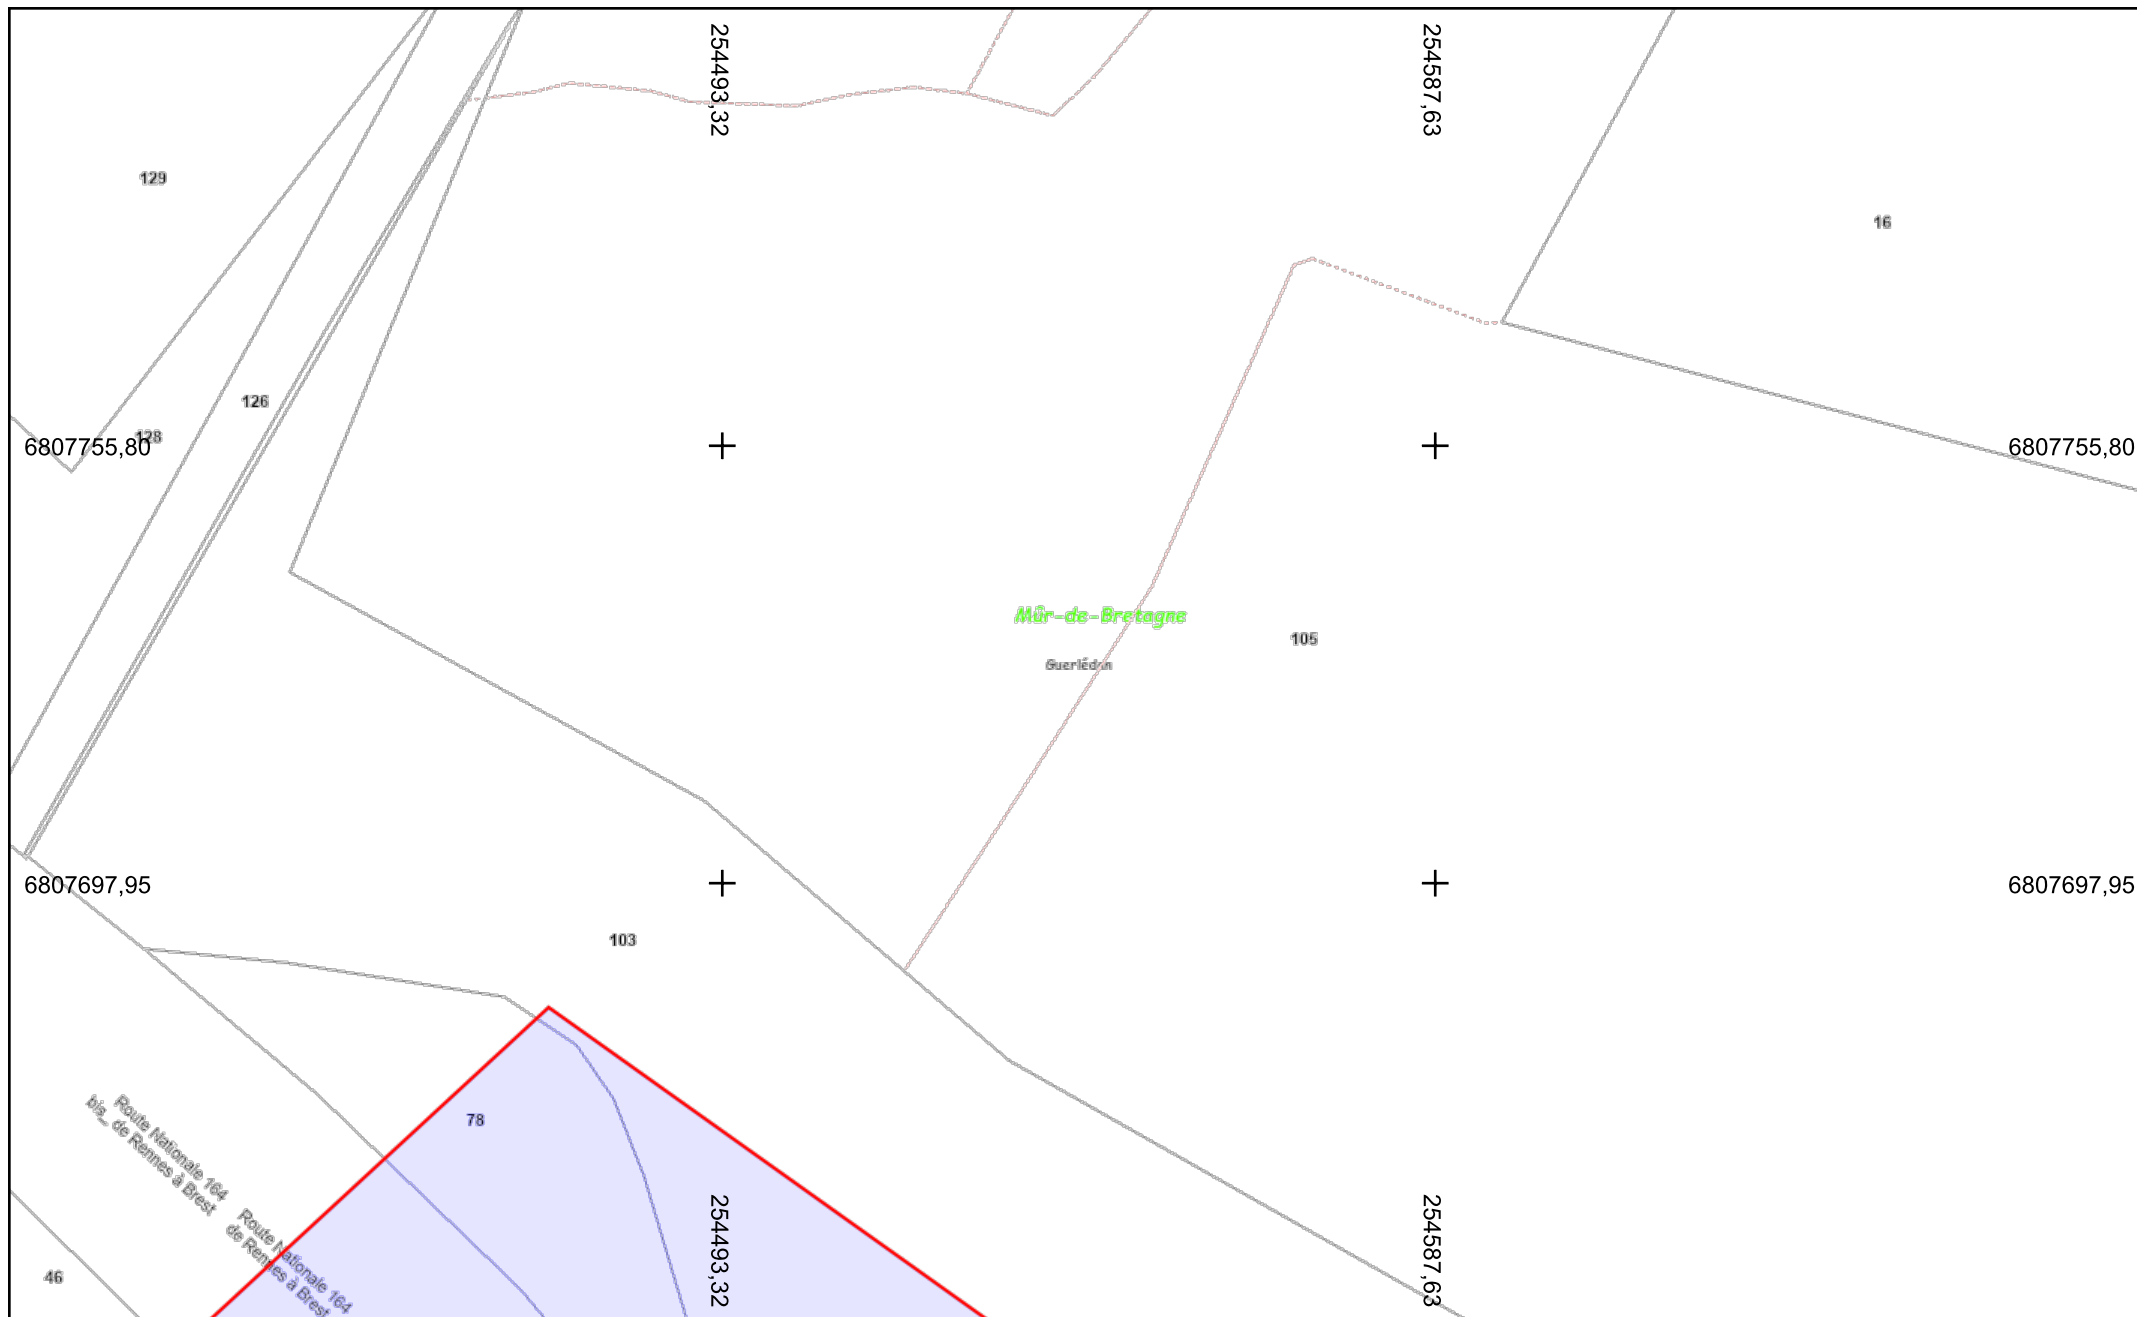 254493,32
254587,63
129
16
126
128
6807755,80
6807755,80
Mûr-de-Bretagne
105
Guerlédan
6807697,95
6807697,95
103
78
Route Nationale 164
bis_ de Rennes à Brest
Route Nationale 164
de Rennes à Brest
254493,32
254587,63
46